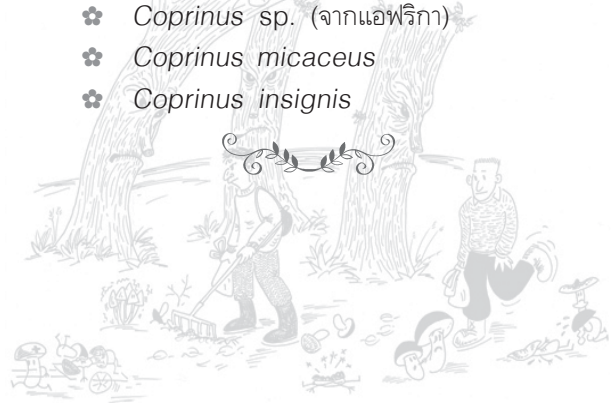 ✿ Coprinus sp. (จากแอฟริกา)
✿ Coprinus micaceus
✿ Coprinus insignis